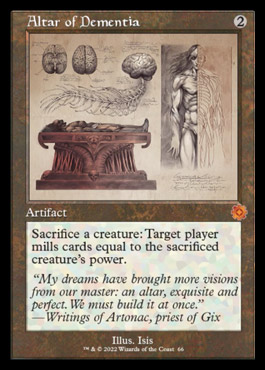 Altar of Dementia 2
Artifact
Sacrifice a creature: Target player
mills cards equal to the sacrificed
creature's power.
"My dreams have brought more visions
from our master: an altar, exquisite and
perfect. We must build it at once."
—Writings of Artonac, priest of Gix
Illus. Isis
™ & © 2022 Wizards of the Coast 66